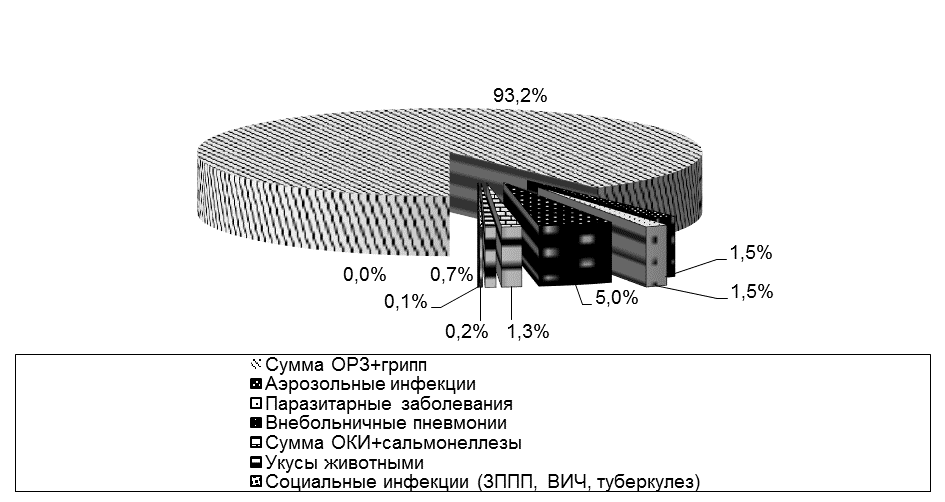 93,2%
1,5%
0,0%
0,7%
1,5%
0,1%
5,0%
0,2%
1,3%
Сумма ОРЗ+грипп
Аэрозольные инфекции
Паразитарные заболевания
Внебольничные пневмонии
Сумма ОКИ+сальмонеллезы
Укусы животными
Социальные инфекции (ЗППП, ВИЧ, туберкулез)